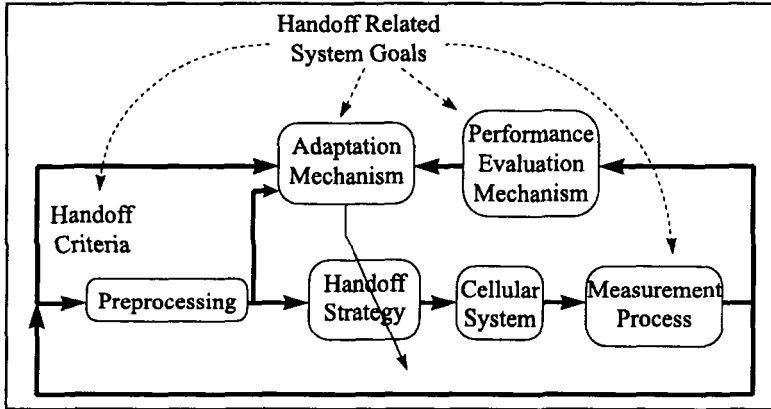 Handoff Related
System Goals
Adaptation
Mechanism
Performance
Evaluation
Mechanism
Handoff
Criteria
Preprocessing
Handoff
Strategy
Cellular
System
Measurement
Process